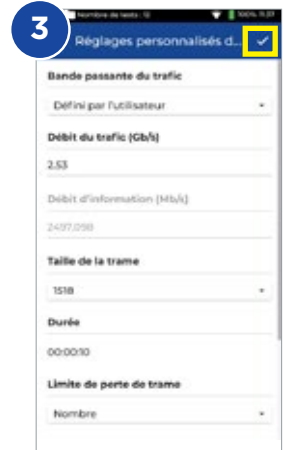 3
Nombre de tests : 12
100% 11:37
Réglages personnalisés d...
Bande passante du trafic
Défini par l'utilisateur
Débit du trafic (Gb/s)
2.53
Débit d'information (Mb/s)
2497,098
Taille de la trame
1518
Durée
00:00:10
Limite de perte de trame
Nombre